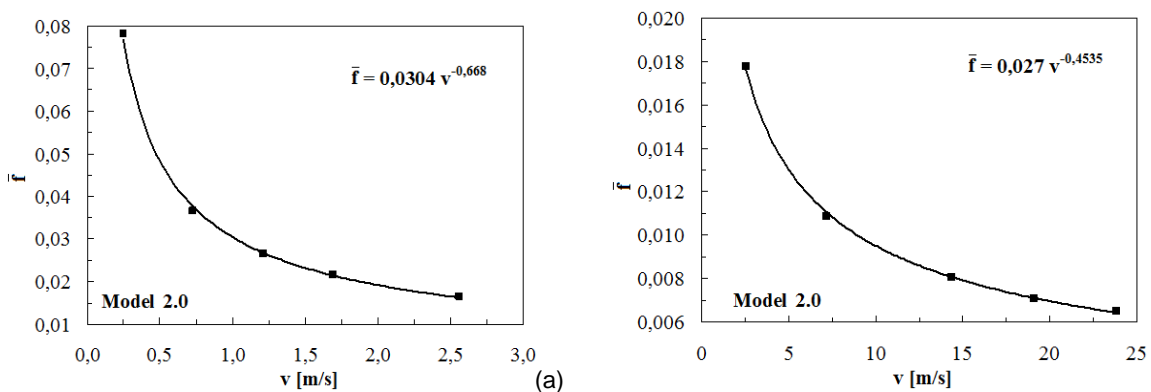 0,08
0,07
0,06
0,05
0,04
0,03
0,02
0,01
f̄
f̄ = 0,0304 v^-0,668
Model 2.0
0,0 0,5 1,0 1,5 2,0 2,5 3,0
v [m/s]
(a)
0,020
0,018
0,016
0,014
0,012
0,010
0,008
0,006
f̄
f̄ = 0,027 v^-0,4535
Model 2.0
0 5 10 15 20 25
v [m/s]